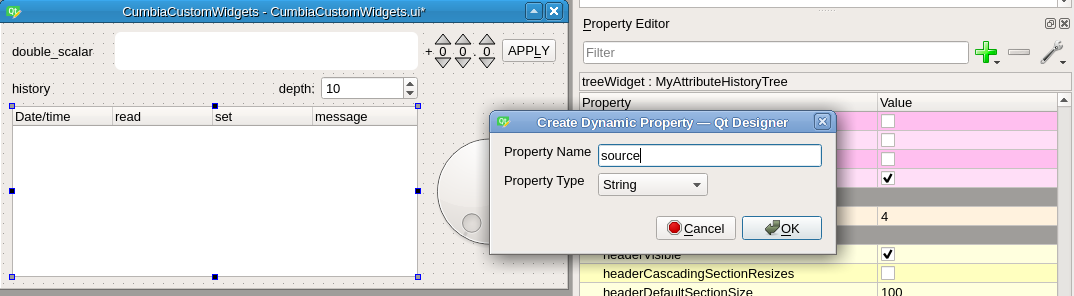 CumbiaCustomWidgets - CumbiaCustomWidgets.ui*
double_scalar
+ 0 0 . 0
APPLY
history
depth: 10
Date/time read set message
Property Editor
Filter
treeWidget : MyAttributeHistoryTree
Property Value
4
headerVisible
headerCascadingSectionResizes
headerDefaultSectionSize 100
Create Dynamic Property — Qt Designer
Property Name source
Property Type String
Cancel OK